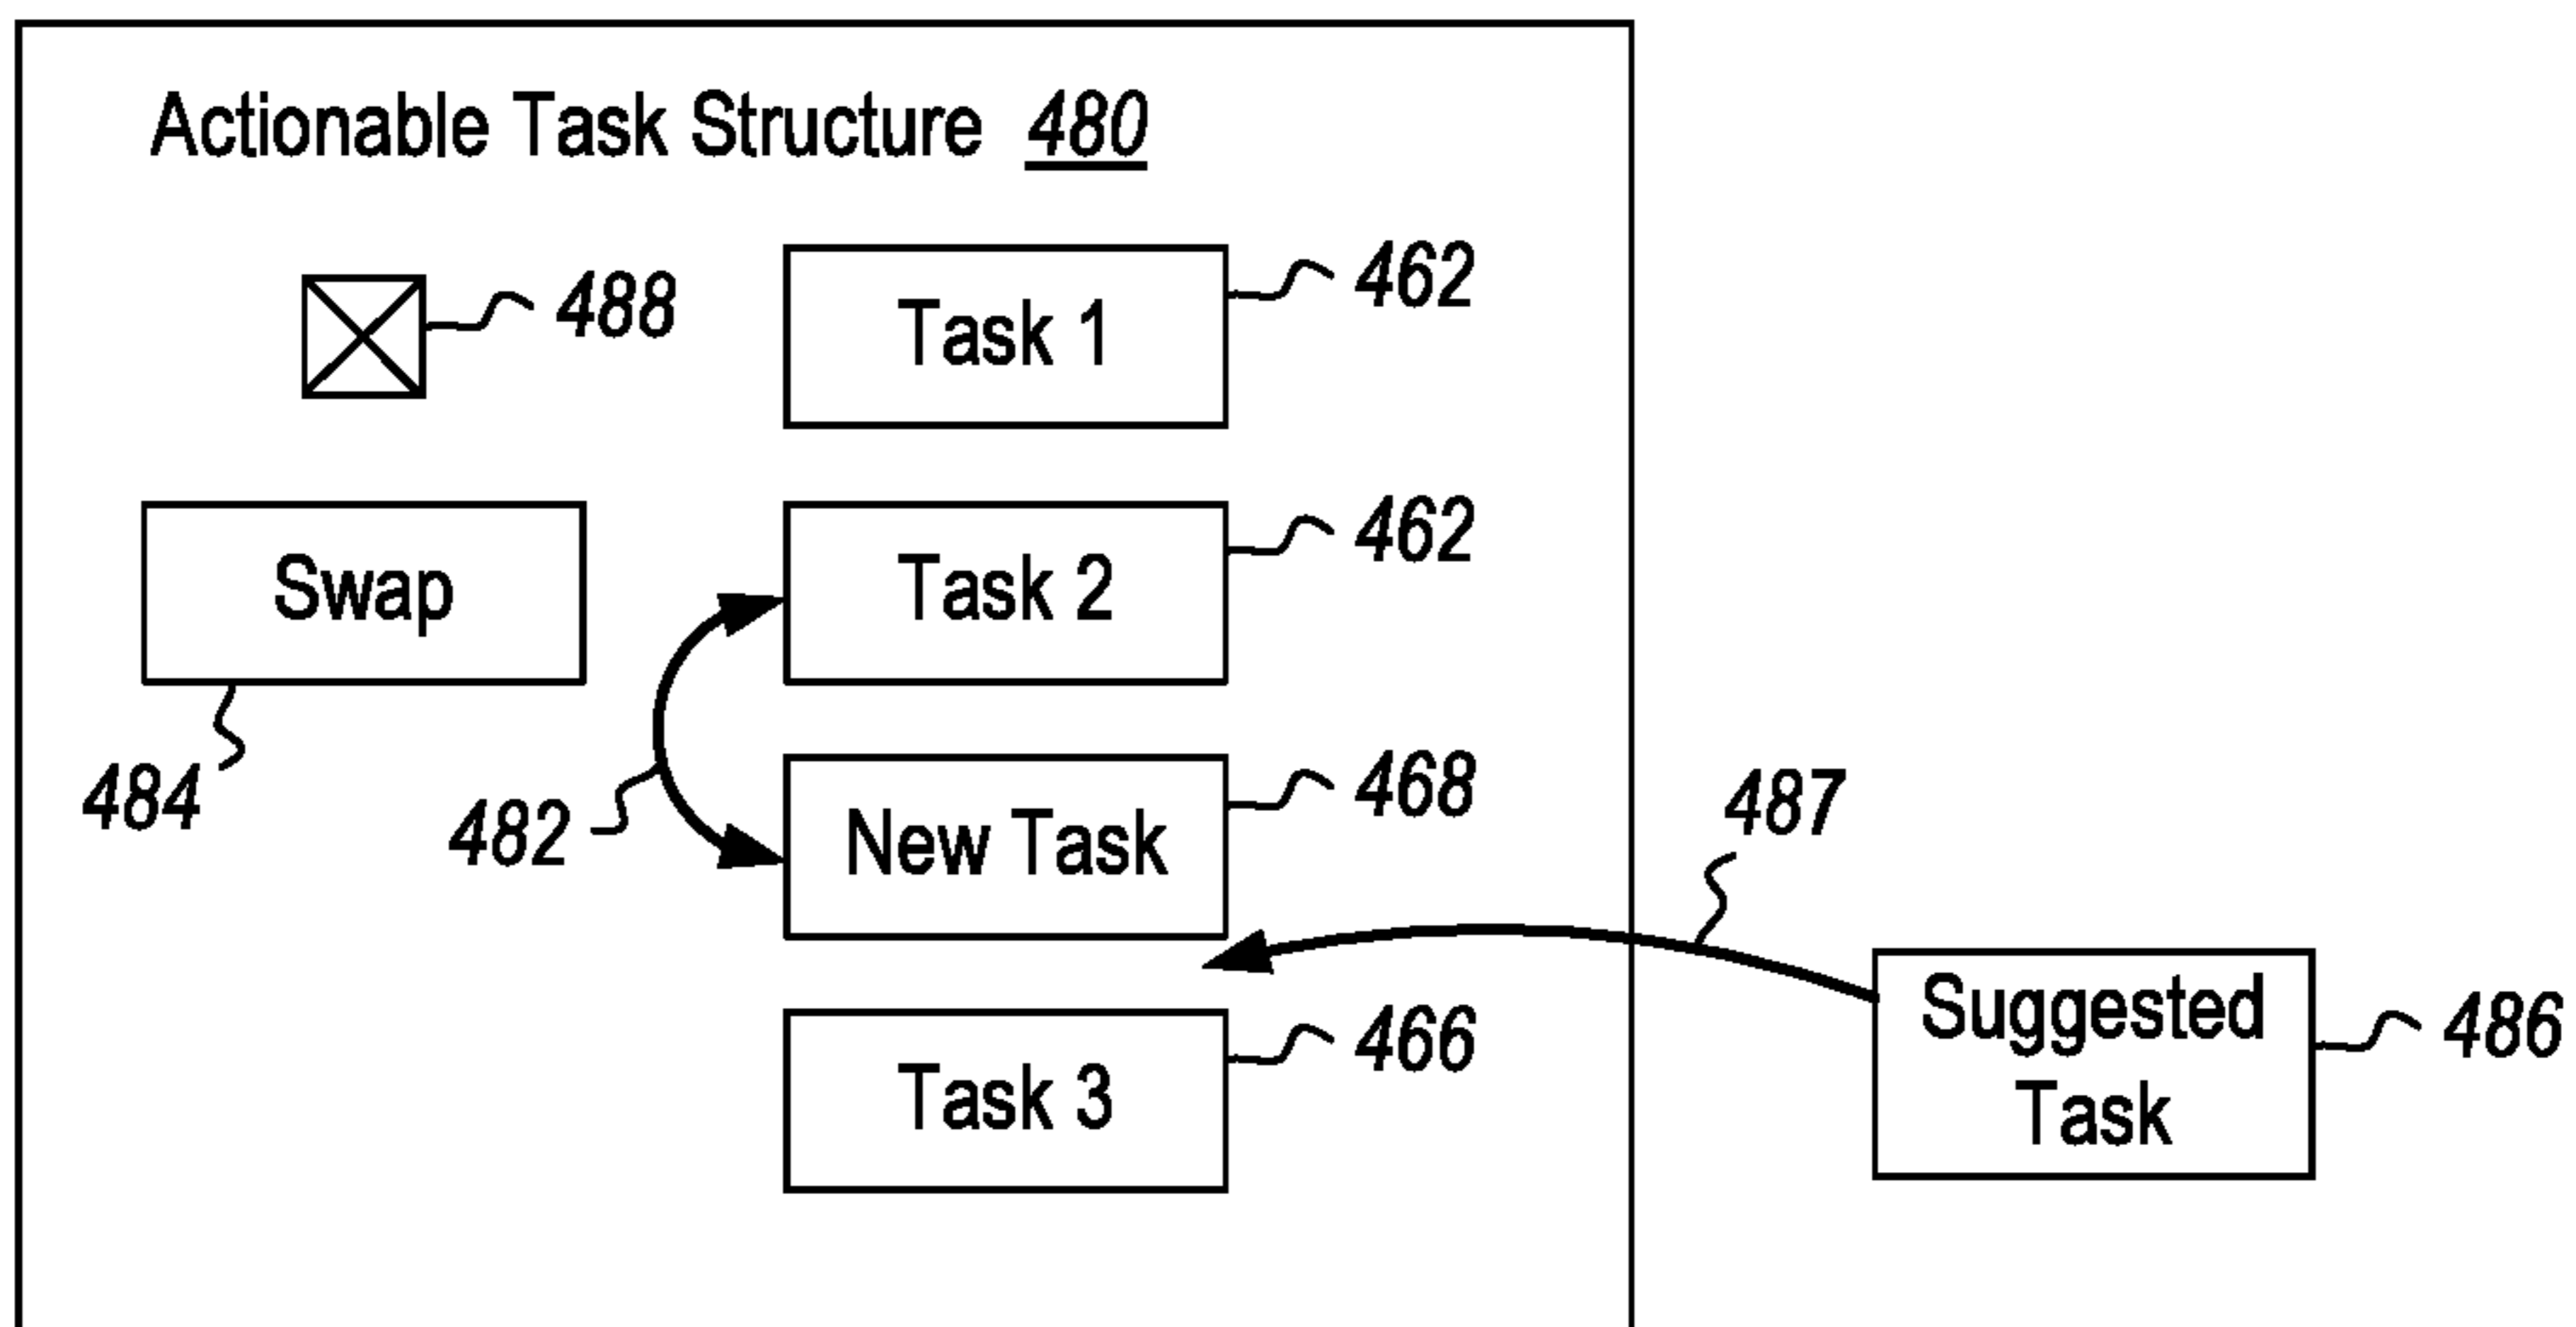 Actionable Task Structure 480
488
Task 1
462
Swap
484
Task 2
462
482
New Task
468
487
Task 3
466
Suggested
Task
486